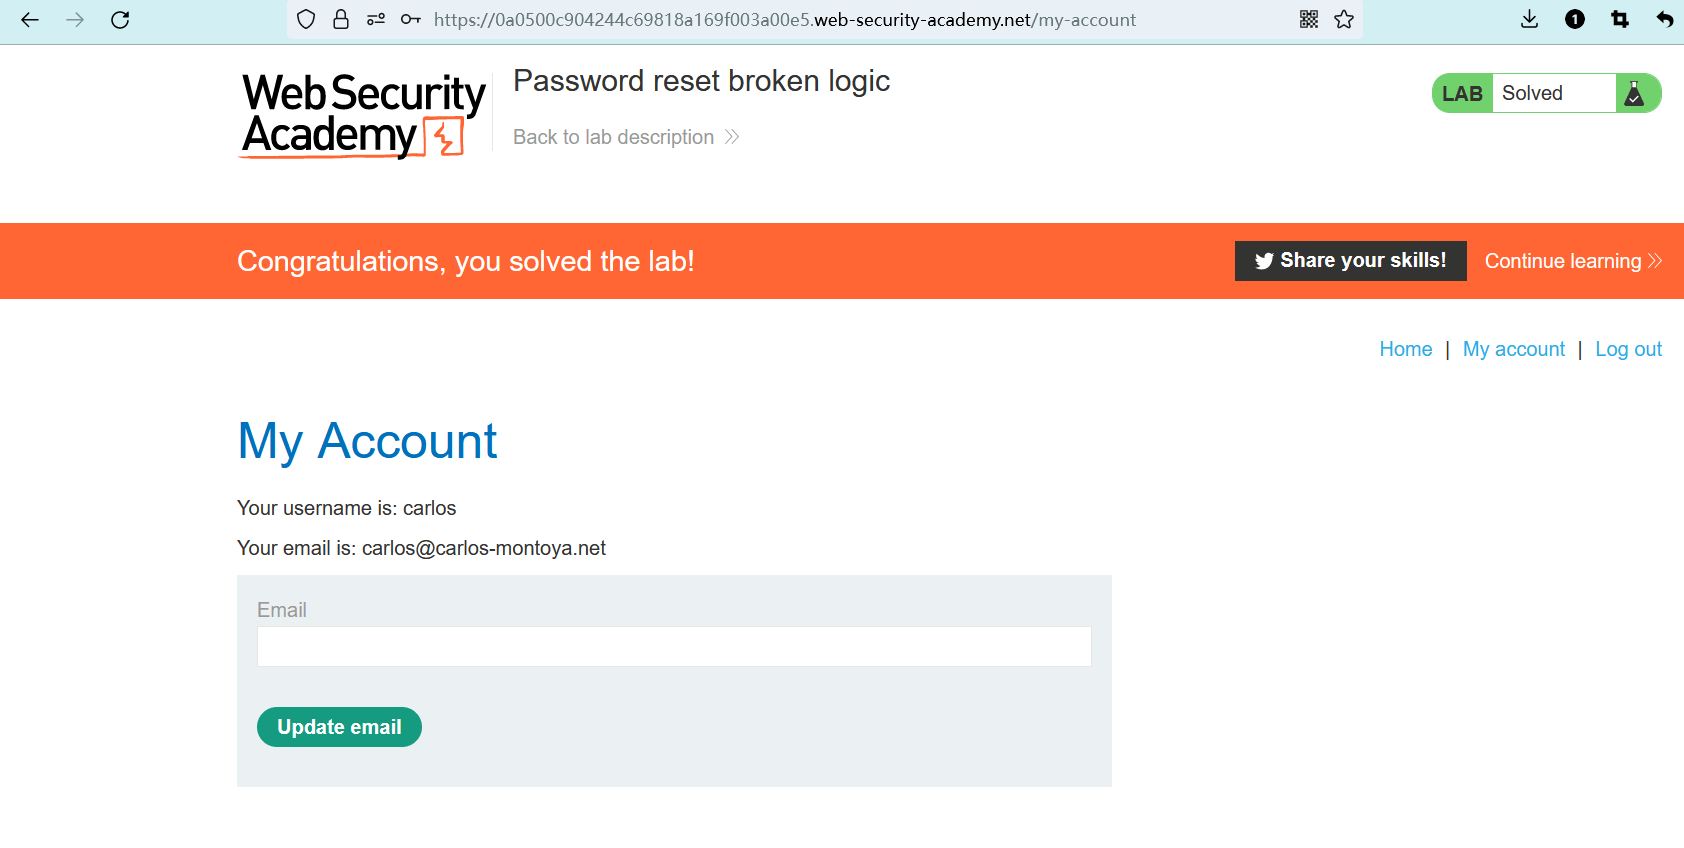 https://0a0500c904244c69818a169f003a00e5.web-security-academy.net/my-account
1
Web Security
Academy
Password reset broken logic
Back to lab description
LAB Solved
Congratulations, you solved the lab!
Share your skills!
Continue learning
Home | My account | Log out
My Account
Your username is: carlos
Your email is: carlos@carlos-montoya.net
Email
Update email